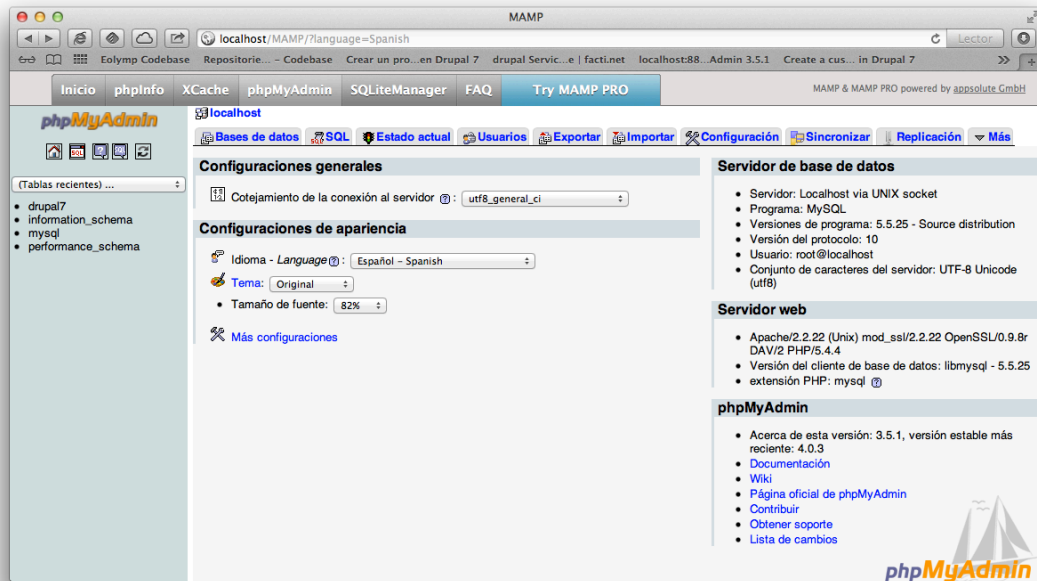 MAMP
localhost/MAMP/?language=Spanish
Lector
Eolymp Codebase Repositorie... – Codebase Crear un pro...en Drupal 7 drupal Servic...e | facti.net localhost:88...Admin 3.5.1 Create a cus... in Drupal 7
Inicio phpInfo XCache phpMyAdmin SQLiteManager FAQ Try MAMP PRO
MAMP & MAMP PRO powered by appsolute GmbH
phpMyAdmin
(Tablas recientes) ...
drupal7
information_schema
mysql
performance_schema
localhost
Bases de datos SQL Estado actual Usuarios Exportar Importar Configuración Sincronizar Replicación Más
Configuraciones generales
Cotejamiento de la conexión al servidor : utf8_general_ci
Configuraciones de apariencia
Idioma - Language : Español – Spanish
Tema: Original
Tamaño de fuente: 82%
Más configuraciones
Servidor de base de datos
Servidor: Localhost via UNIX socket
Programa: MySQL
Versiones de programa: 5.5.25 - Source distribution
Versión del protocolo: 10
Usuario: root@localhost
Conjunto de caracteres del servidor: UTF-8 Unicode
(utf8)
Servidor web
Apache/2.2.22 (Unix) mod_ssl/2.2.22 OpenSSL/0.9.8r
DAV/2 PHP/5.4.4
Versión del cliente de base de datos: libmysql - 5.5.25
extensión PHP: mysql
phpMyAdmin
Acerca de esta versión: 3.5.1, versión estable más
reciente: 4.0.3
Documentación
Wiki
Página oficial de phpMyAdmin
Contribuir
Obtener soporte
Lista de cambios
phpMyAdmin